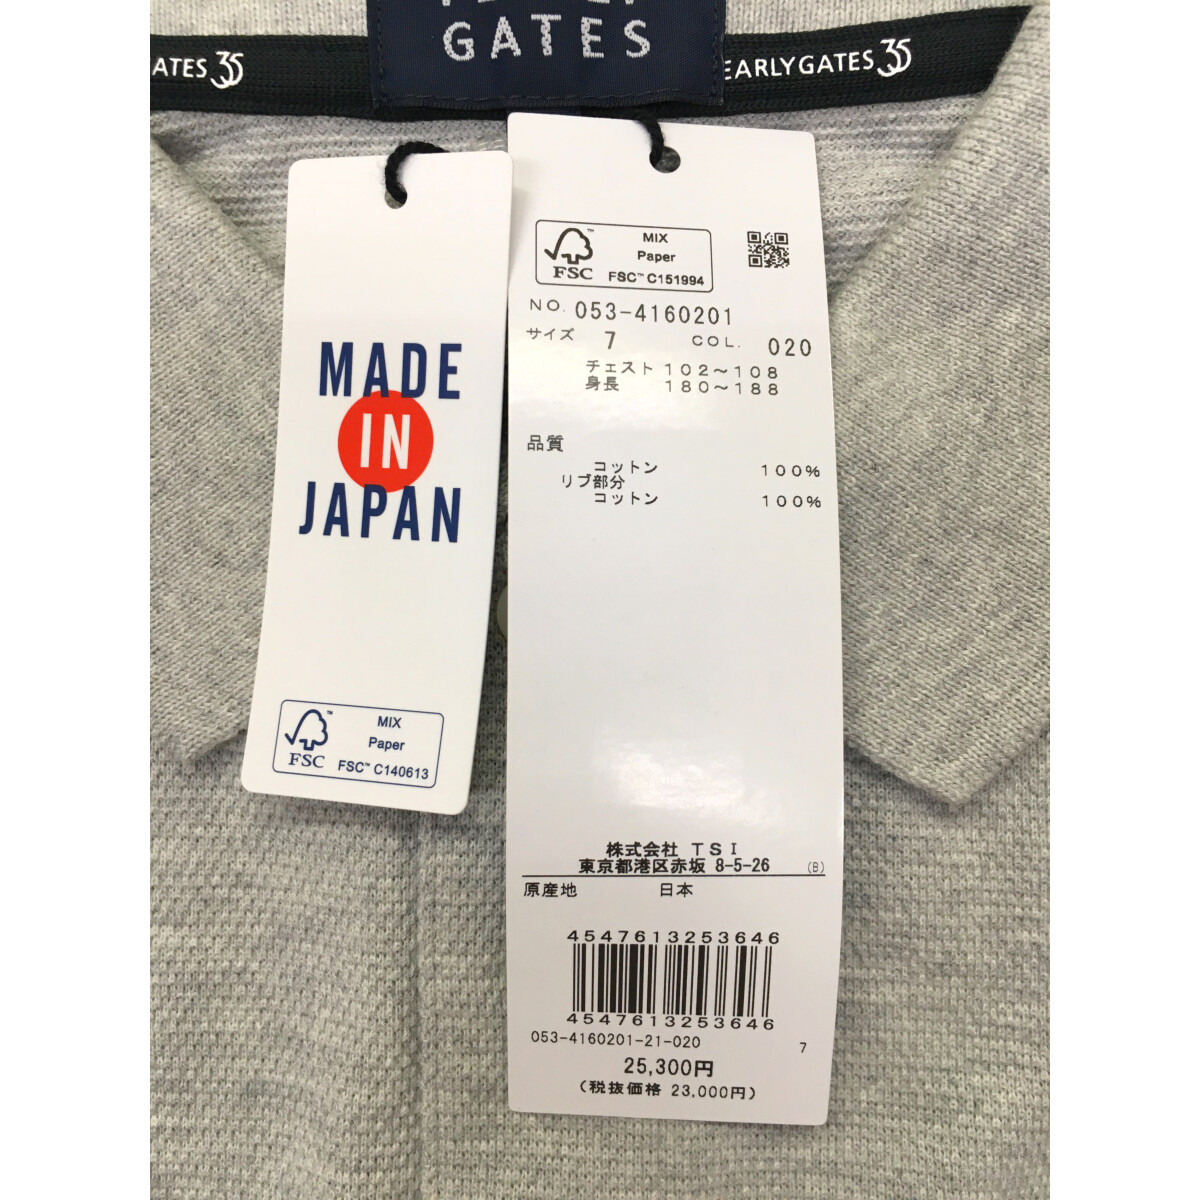 GATES
ATES 35
EARLYGATES 35
MADE
IN
JAPAN
FSC
MIX
Paper
FSC™ C140613
FSC
MIX
Paper
FSC™ C151994
NO. 053-4160201
サイズ 7 COL. 020
チェスト 102～108
身長 180～188
品質
コットン 100%
リブ部分
コットン 100%
株式会社 TSI
東京都港区赤坂 8-5-26 (B)
原産地 日本
4547613253646
4547613253646
053-4160201-21-020 7
25,300円
(税抜価格 23,000円)